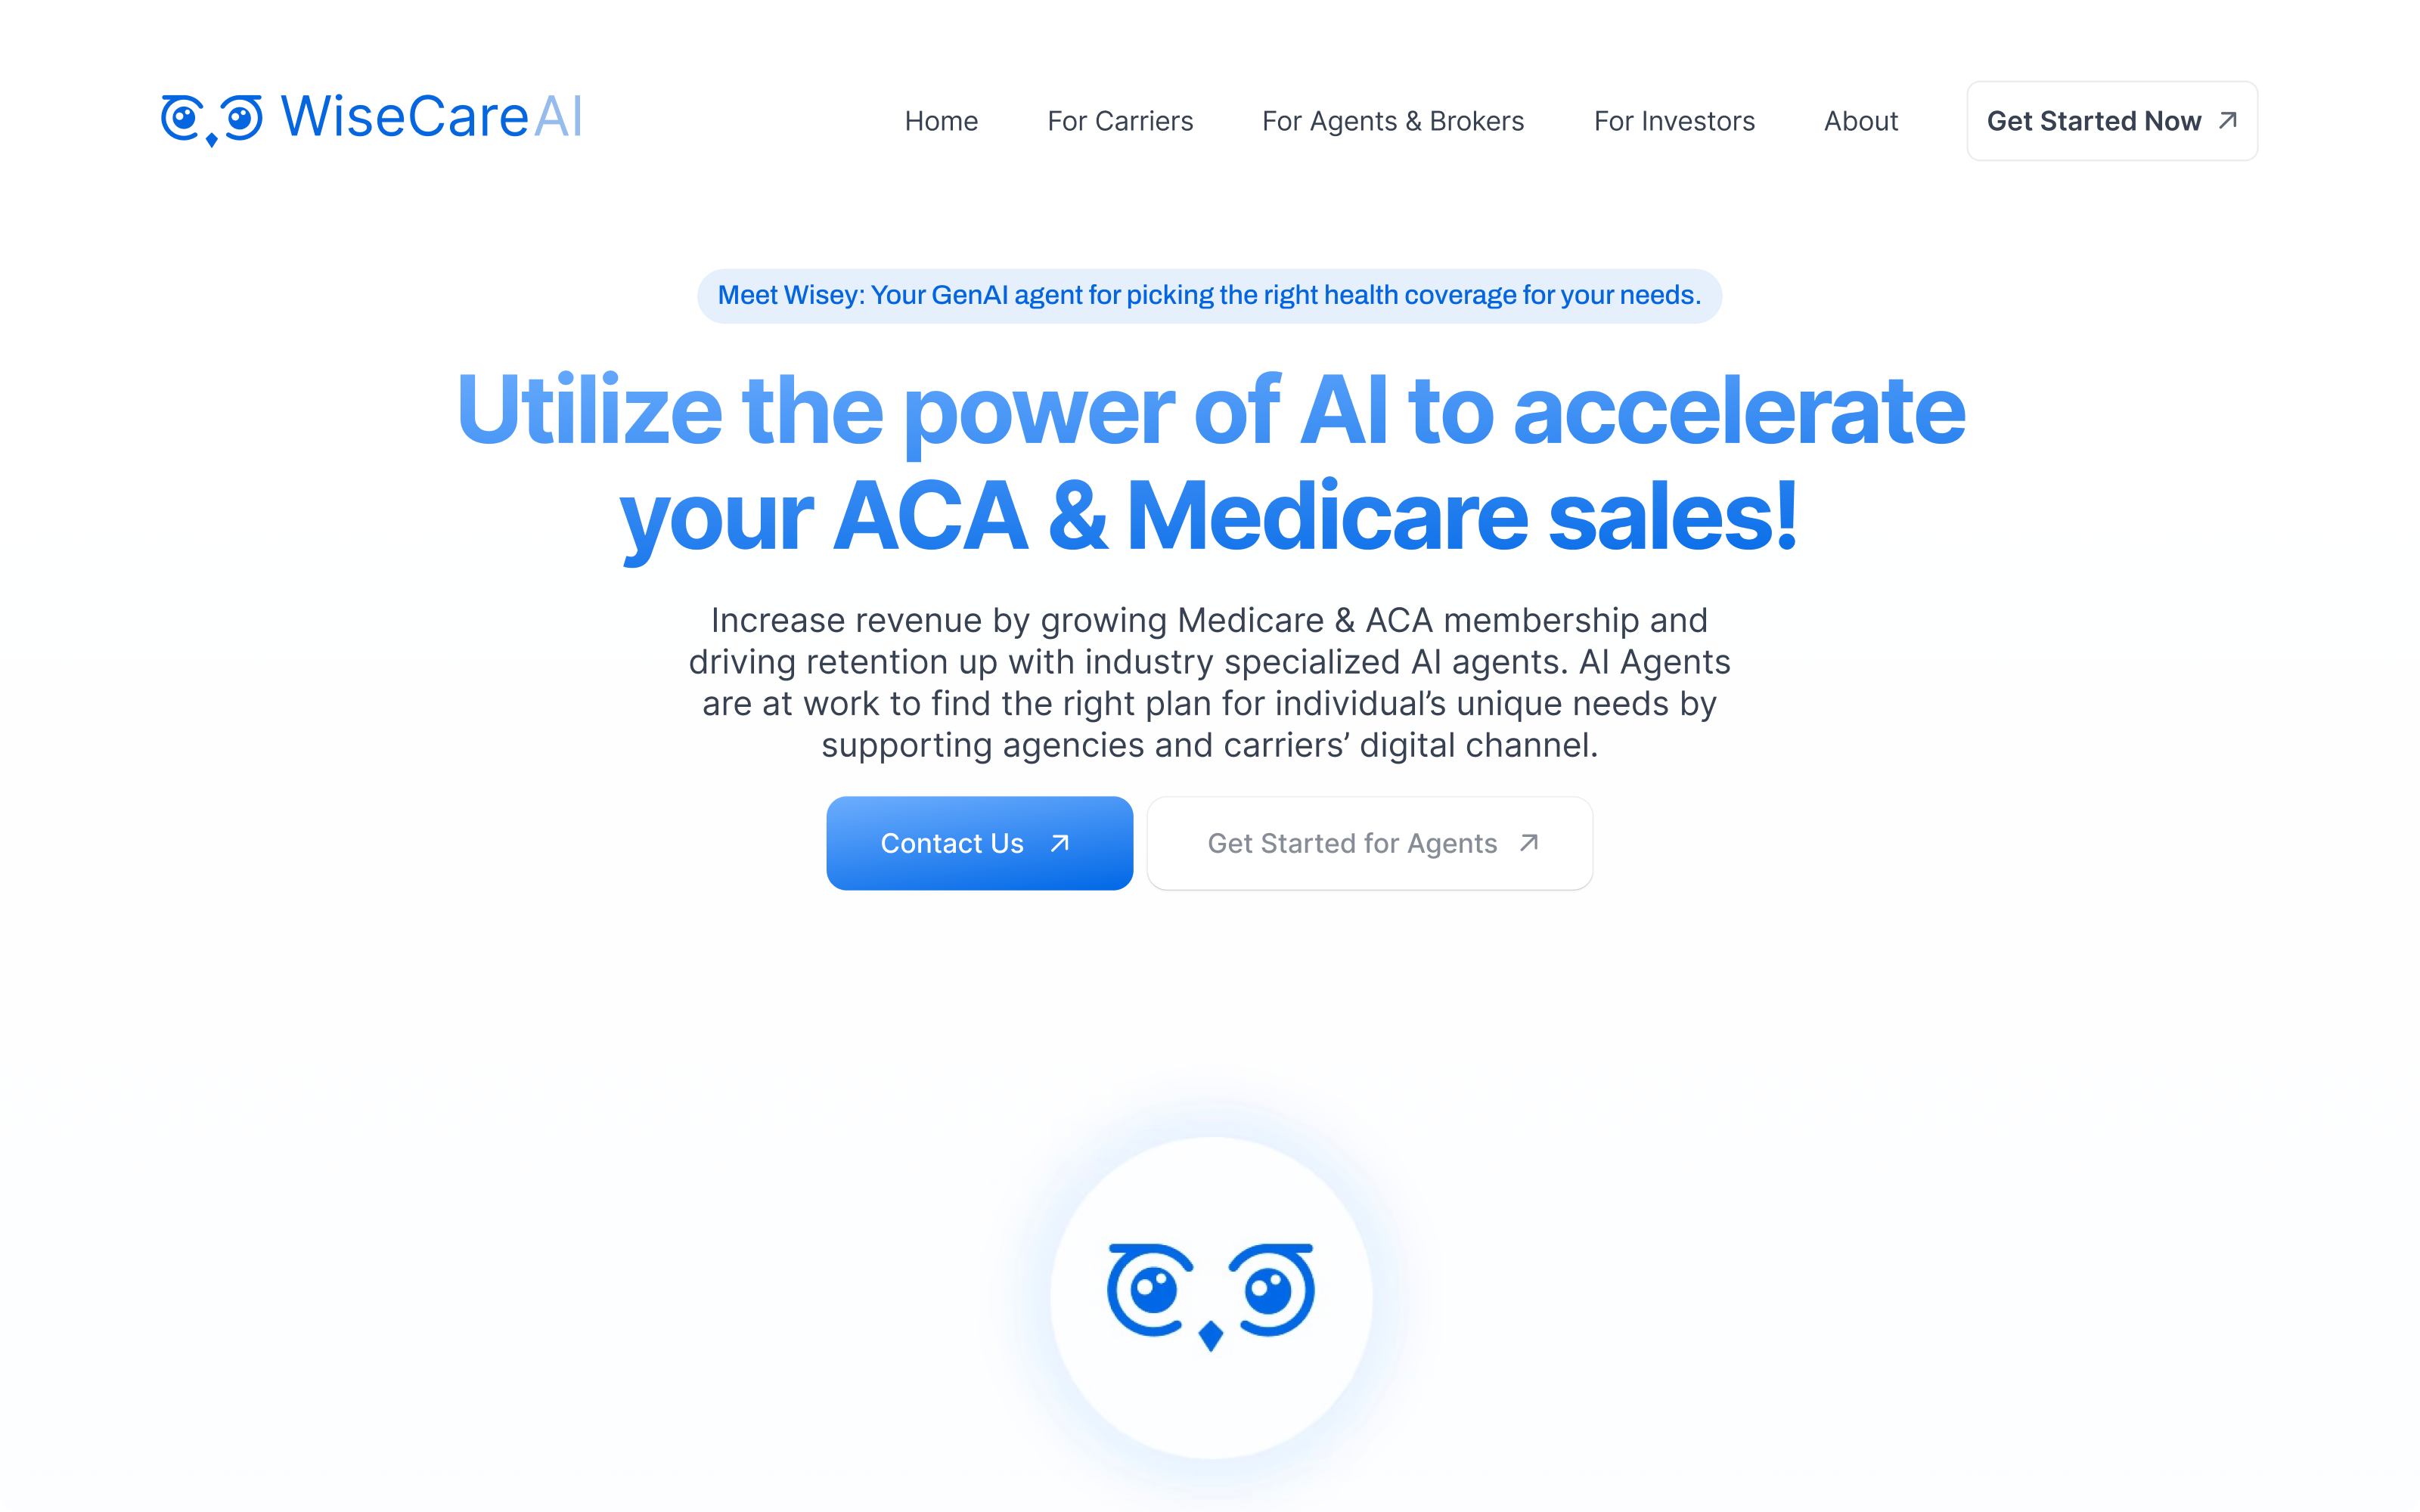 WiseCareAI
Home
For Carriers
For Agents & Brokers
For Investors
About
Get Started Now
Meet Wisey: Your GenAI agent for picking the right health coverage for your needs.
Utilize the power of AI to accelerate
your ACA & Medicare sales!
Increase revenue by growing Medicare & ACA membership and
driving retention up with industry specialized AI agents. AI Agents
are at work to find the right plan for individual’s unique needs by
supporting agencies and carriers’ digital channel.
Contact Us
Get Started for Agents